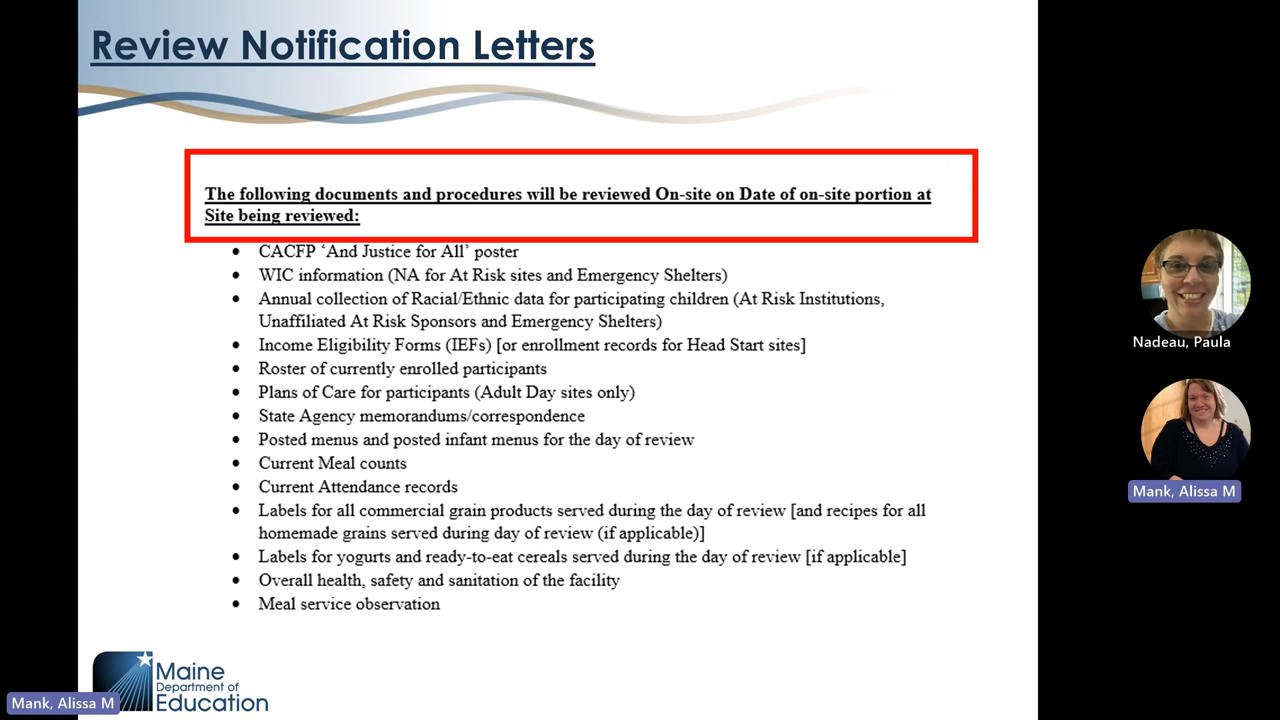 Review Notification Letters
The following documents and procedures will be reviewed On-site on Date of on-site portion at
Site being reviewed:
• CACFP ‘And Justice for All’ poster
• WIC information (NA for At Risk sites and Emergency Shelters)
• Annual collection of Racial/Ethnic data for participating children (At Risk Institutions,
Unaffiliated At Risk Sponsors and Emergency Shelters)
• Income Eligibility Forms (IEFs) [or enrollment records for Head Start sites]
• Roster of currently enrolled participants
• Plans of Care for participants (Adult Day sites only)
• State Agency memorandums/correspondence
• Posted menus and posted infant menus for the day of review
• Current Meal counts
• Current Attendance records
• Labels for all commercial grain products served during the day of review [and recipes for all
homemade grains served during day of review (if applicable)]
• Labels for yogurts and ready-to-eat cereals served during the day of review [if applicable]
• Overall health, safety and sanitation of the facility
• Meal service observation
Maine
Department of
Education
Mank, Alissa M
Nadeau, Paula
Mank, Alissa M